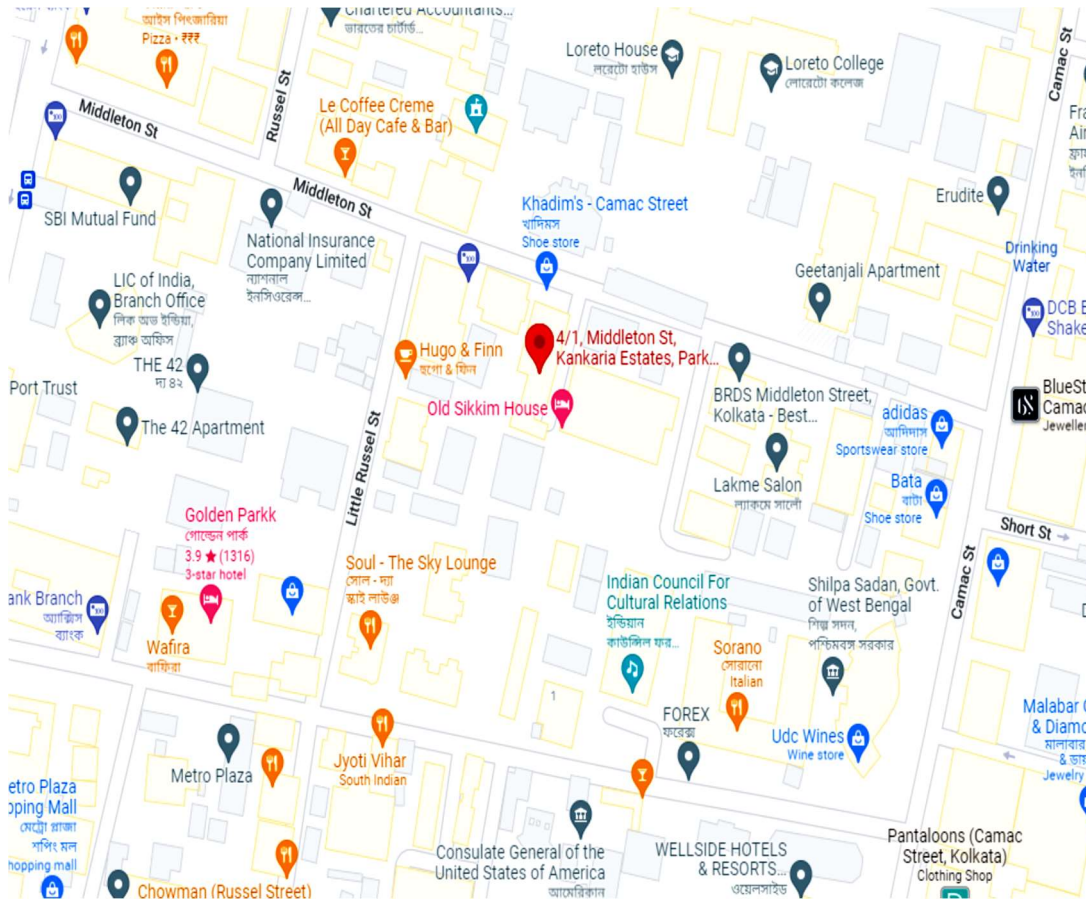 আইস পিৎজারিয়া
Pizza • ₹₹₹
Chartered Accountants...
ভারতের চার্টার্ড...
Loreto House
লরেটো হাউস
Loreto College
লোরেটো কলেজ
Camac St
Russel St
Middleton St
Le Coffee Creme
(All Day Cafe & Bar)
Middleton St
SBI Mutual Fund
National Insurance
Company Limited
ন্যাশনাল
ইনসিওরেন্স...
Khadim's - Camac Street
খাদিমস
Shoe store
Erudite
Drinking
Water
Geetanjali Apartment
LIC of India,
Branch Office
লিক অভ ইন্ডিয়া,
ব্র্যাঞ্চ অফিস
THE 42
দ্য ৪২
Port Trust
The 42 Apartment
Hugo & Finn
হুগো & ফিন
4/1, Middleton St,
Kankaria Estates, Park...
Old Sikkim House
BRDS Middleton Street,
Kolkata - Best...
DCB B
Shake
BlueSt
Camac
Jeweller
adidas
আদিদাস
Sportswear store
Lakme Salon
ল্যাকমে সালোঁ
Bata
বাটা
Shoe store
Little Russel St
Short St
Golden Parkk
গোল্ডেন পার্ক
3.9 ★ (1316)
3-star hotel
Soul - The Sky Lounge
সোল - দ্যা
স্কাই লাউঞ্জ
Indian Council For
Cultural Relations
ইন্ডিয়ান
কাউন্সিল ফর...
Shilpa Sadan, Govt.
of West Bengal
শিল্প সদন,
পশ্চিমবঙ্গ সরকার
Camac St
ank Branch
অ্যাক্সিস
ব্যাংক
Wafira
বাফিরা
Sorano
সোরানো
Italian
1
FOREX
ফরেক্স
Udc Wines
Wine store
Malabar
& Diamo
মালাবার
Jewelry
Metro Plaza
Jyoti Vihar
South Indian
etro Plaza
pping Mall
মেট্রো প্লাজা
শপিং মল
hopping mall
Consulate General of the
United States of America
আমেরিকান
WELLSIDE HOTELS
& RESORTS...
ওয়েলসাইড
Pantaloons (Camac
Street, Kolkata)
Clothing Shop
Chowman (Russel Street)